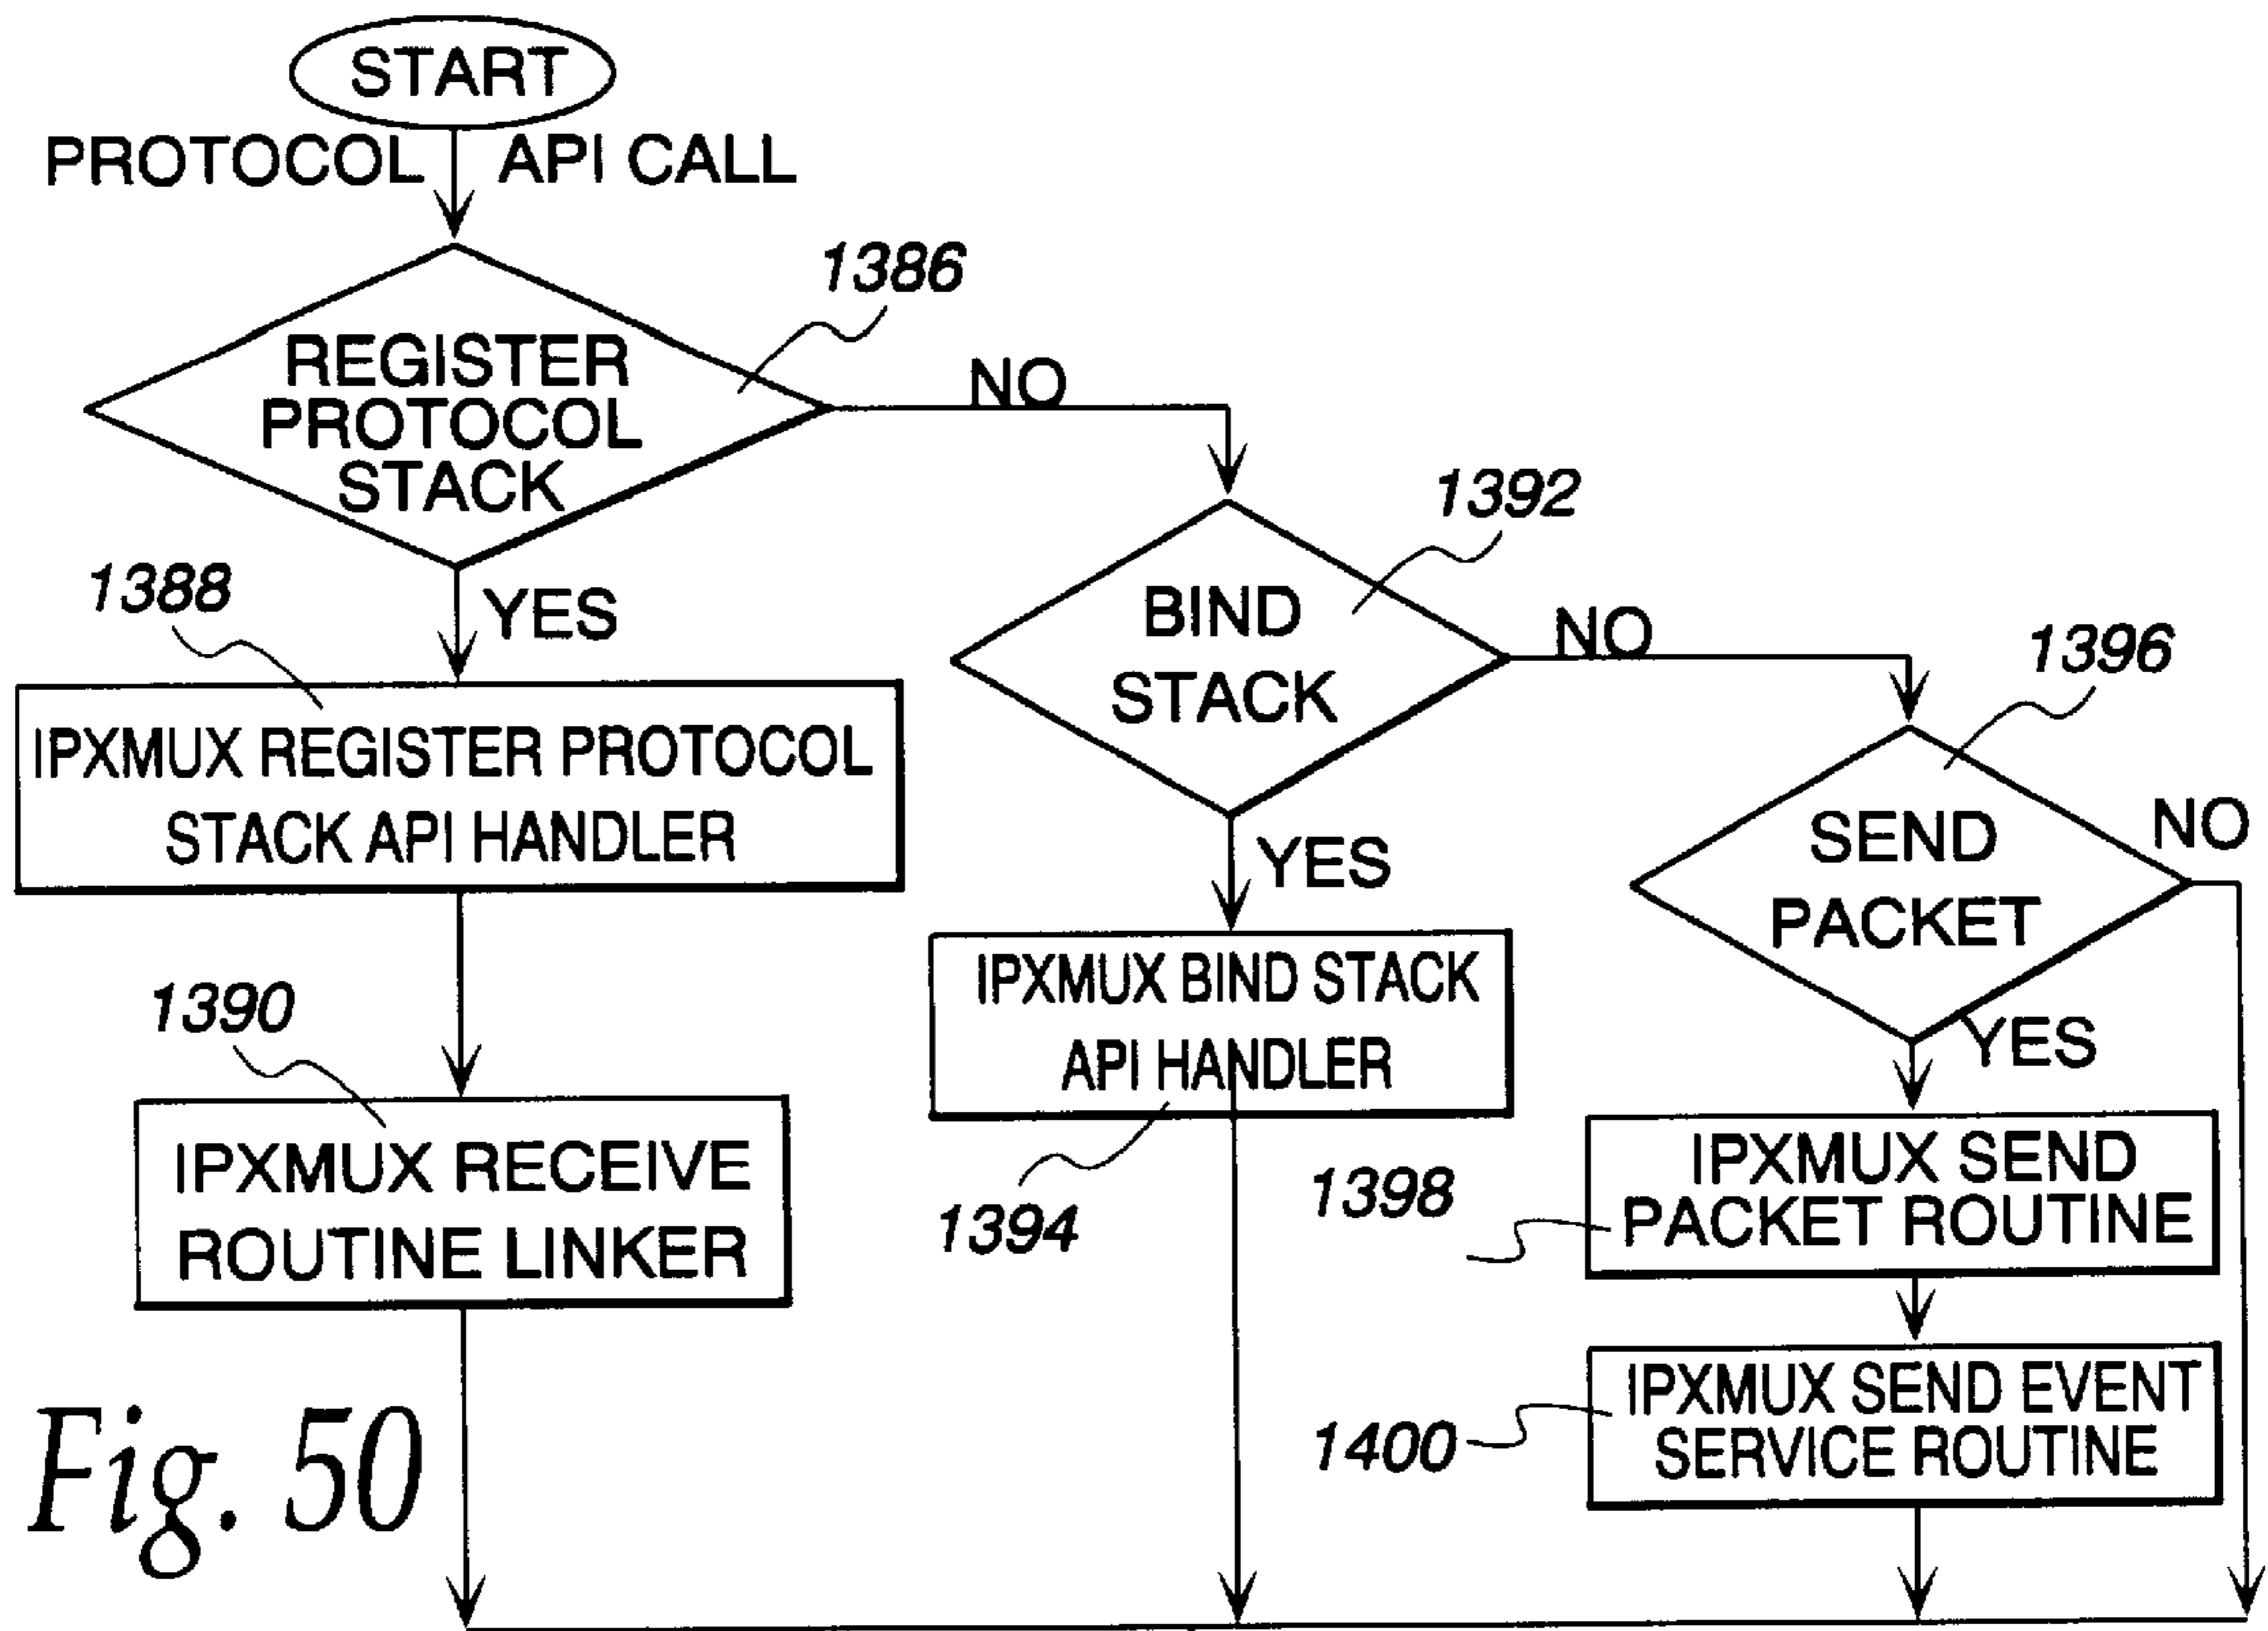 START
PROTOCOL API CALL
1386
REGISTER
PROTOCOL
STACK
NO
1392
1388
YES
BIND
STACK
NO
1396
IPXMUX REGISTER PROTOCOL
STACK API HANDLER
YES
SEND
PACKET
NO
1390
IPXMUX BIND STACK
API HANDLER
YES
IPXMUX RECEIVE
ROUTINE LINKER
1394
1398
IPXMUX SEND
PACKET ROUTINE
1400
IPXMUX SEND EVENT
SERVICE ROUTINE
Fig. 50